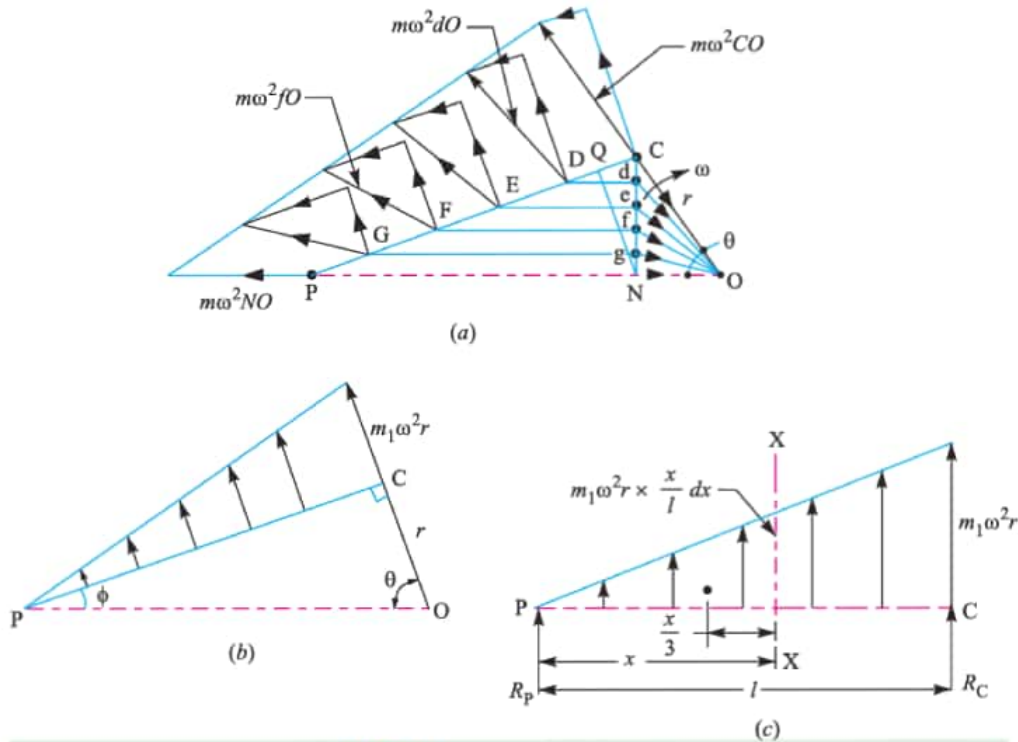 mω²dO
mω²CO
mω²fO
D Q C
d ω
E e r
F f
G g θ
P N O
mω²NO
(a)
m₁ω²r
C
r
θ
P ϕ O
(b)
X
m₁ω²r × x/l dx
m₁ω²r
P C
x/3
x X
R_P l R_C
(c)